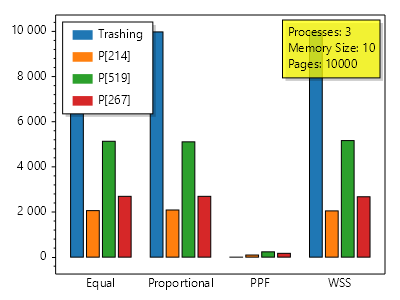 10 000
8 000
6 000
4 000
2 000
0
Trashing
P[214]
P[519]
P[267]
Processes: 3
Memory Size: 10
Pages: 10000
Equal
Proportional
PPF
WSS